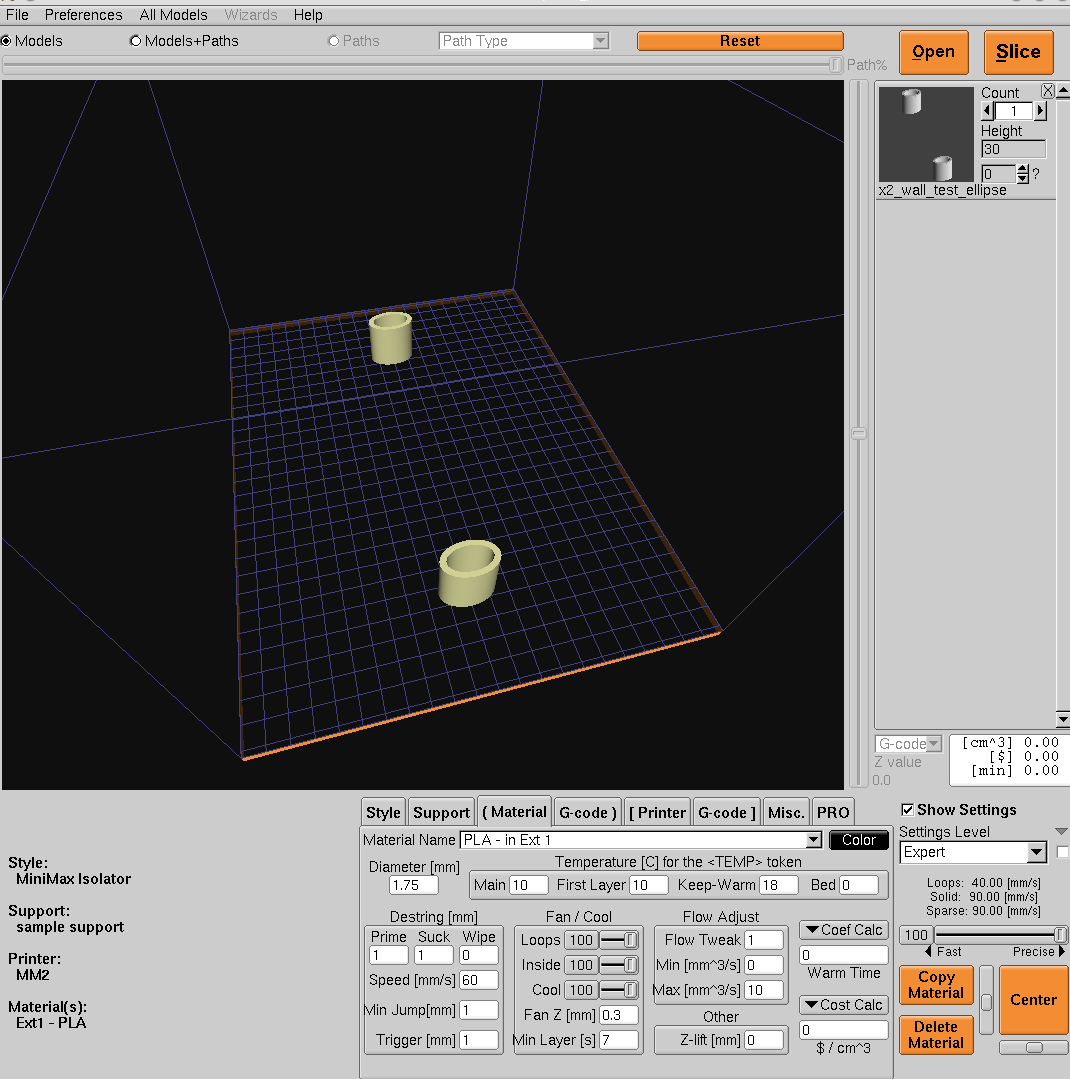 File Preferences All Models Wizards Help
Models Models+Paths Paths Path Type Reset
Open Slice
Path%
Count
1
Height
30
0 ?
x2_wall_test_ellipse
G-code
Z value
0.0
[cm^3] 0.00
[$] 0.00
[min] 0.00
Style:
MiniMax Isolator
Support:
sample support
Printer:
MM2
Material(s):
Ext1 - PLA
Style Support ( Material G-code ) [ Printer G-code ] Misc. PRO
Material Name PLA - in Ext 1 Color
Diameter [mm]
1.75
Temperature [C] for the <TEMP> token
Main 10 First Layer 10 Keep-Warm 18 Bed 0
Destring [mm]
Prime Suck Wipe
1 1 0
Speed [mm/s] 60
Min Jump[mm] 1
Trigger [mm] 1
Fan / Cool
Loops 100
Inside 100
Cool 100
Fan Z [mm] 0.3
Min Layer [s] 7
Flow Adjust
Flow Tweak 1
Min [mm^3/s] 0
Max [mm^3/s] 10
Other
Z-lift [mm] 0
Coef Calc
0
Warm Time
Cost Calc
0
$ / cm^3
Show Settings
Settings Level
Expert
Loops: 40.00 [mm/s]
Solid: 90.00 [mm/s]
Sparse: 90.00 [mm/s]
100
Fast Precise
Copy
Material
Delete
Material
Center